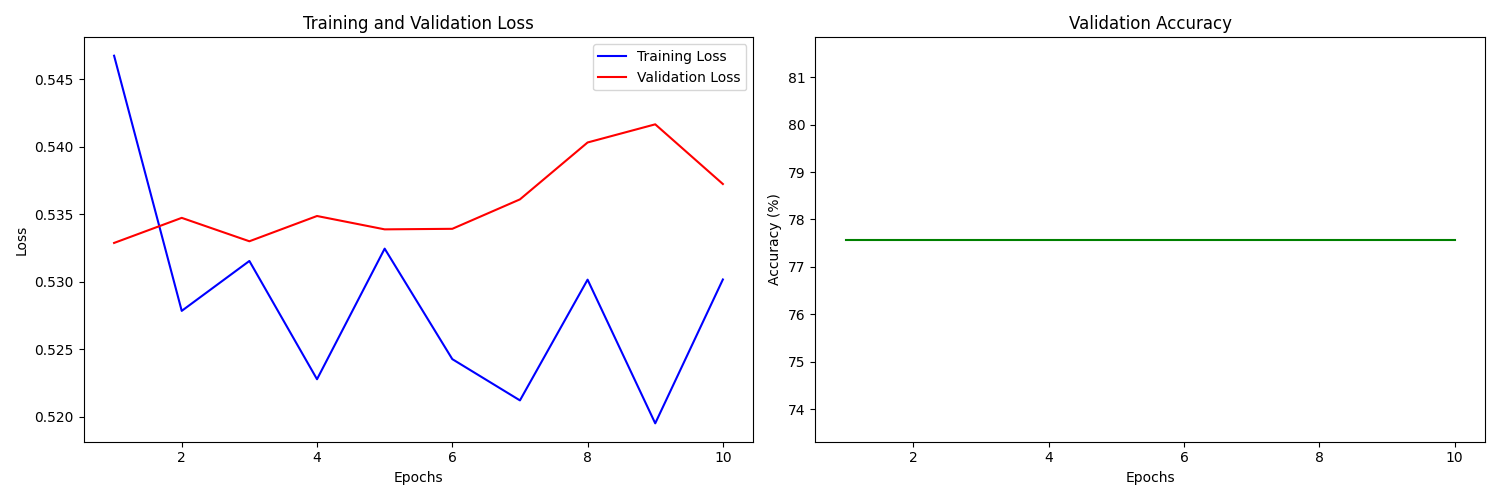 Training and Validation Loss
Training Loss
Validation Loss
0.545
0.540
0.535
0.530
0.525
0.520
Loss
2 4 6 8 10
Epochs
Validation Accuracy
81
80
79
78
77
76
75
74
Accuracy (%)
2 4 6 8 10
Epochs